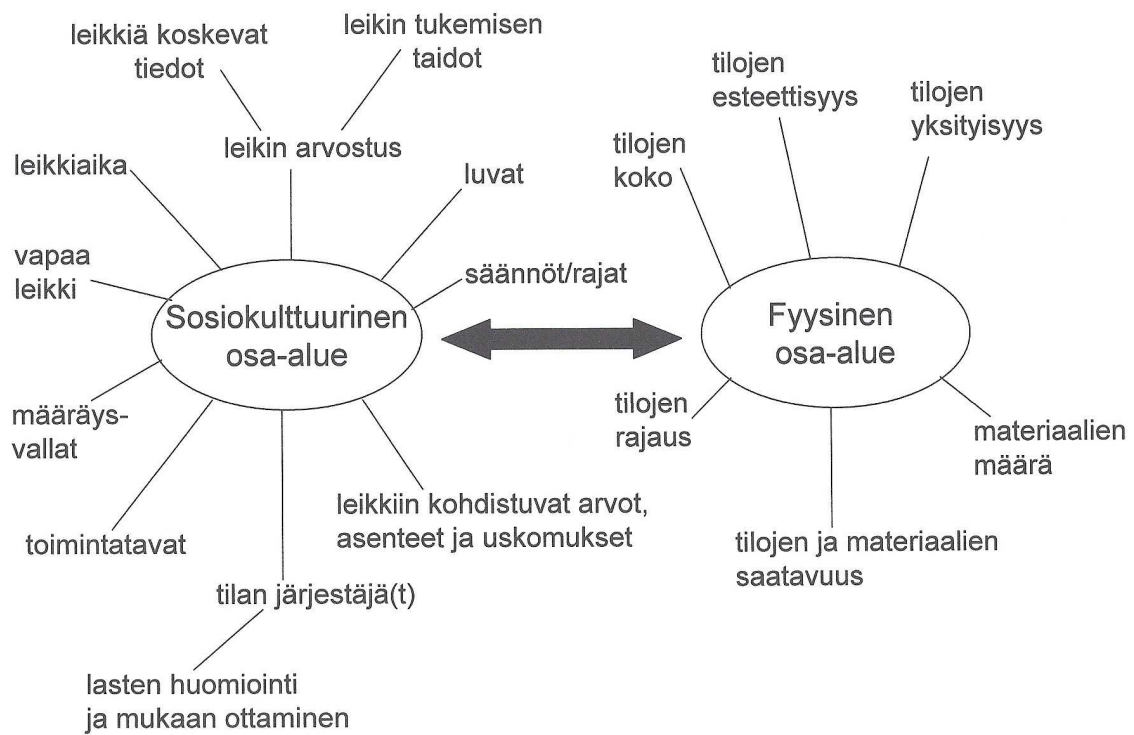 leikkiä koskevat
tiedot
leikin tukemisen
taidot
leikin arvostus
leikkiaika
luvat
vapaa
leikki
säännöt/rajat
Sosiokulttuurinen
osa-alue
määräys-
vallat
toimintatavat
leikkiin kohdistuvat arvot,
asenteet ja uskomukset
tilan järjestäjä(t)
lasten huomiointi
ja mukaan ottaminen
tilojen
esteettisyys
tilojen
yksityisyys
tilojen
koko
Fyysinen
osa-alue
tilojen
rajaus
materiaalien
määrä
tilojen ja materiaalien
saatavuus